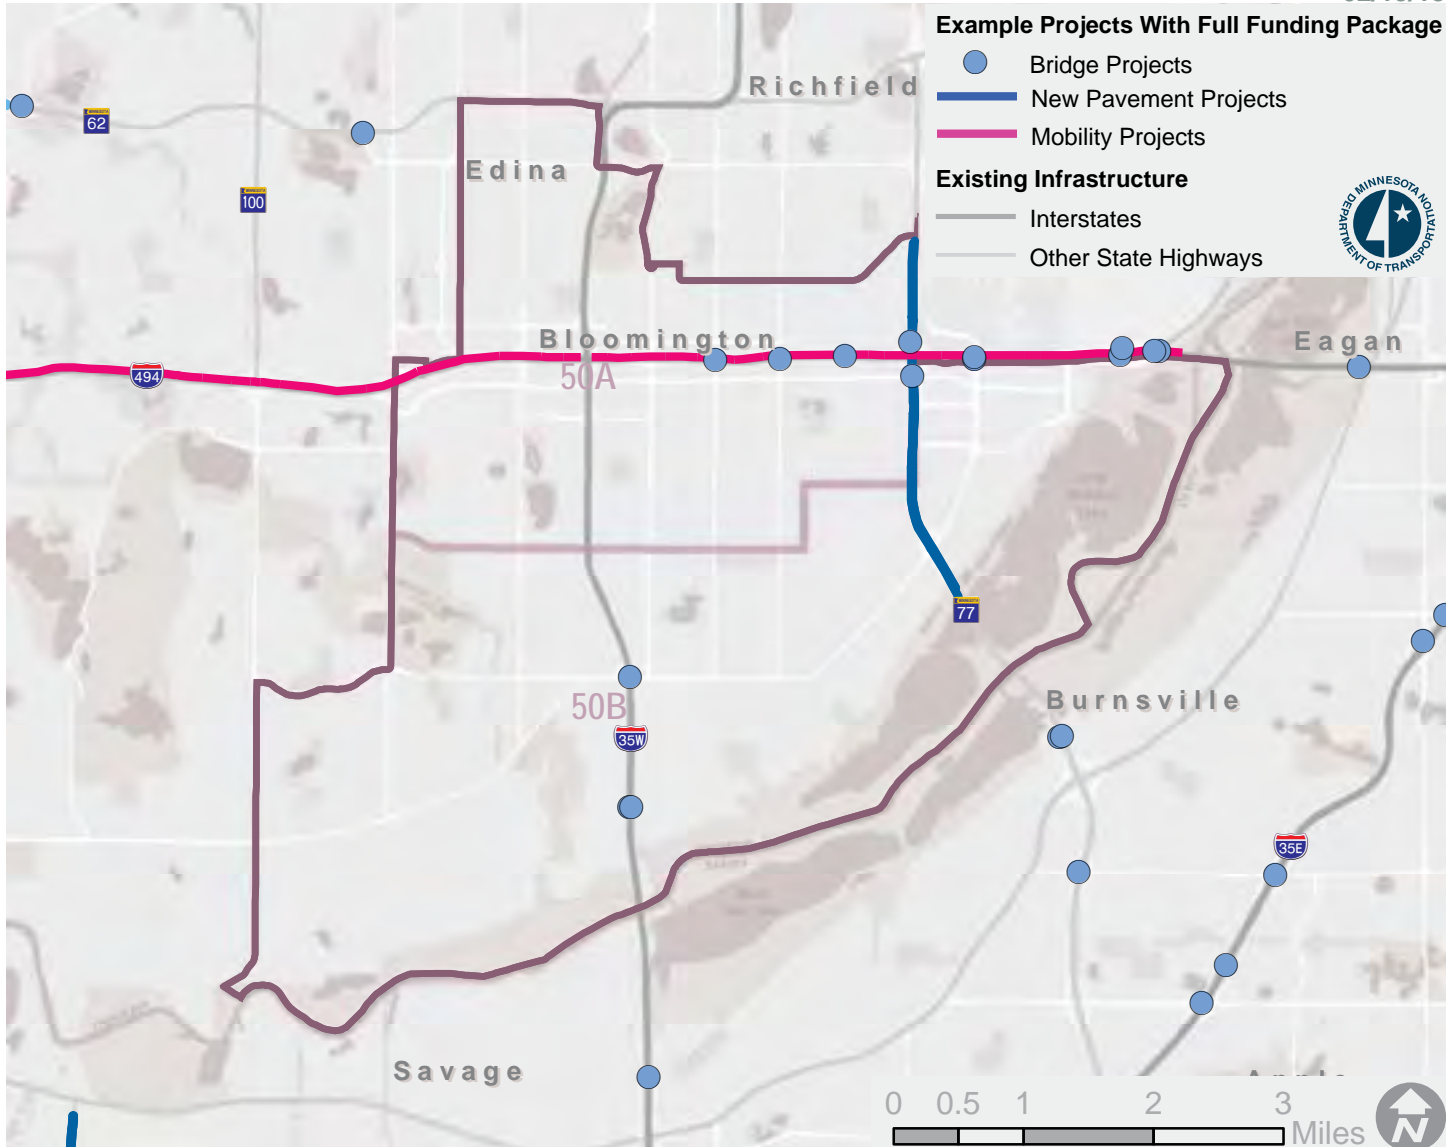 Example Projects With Full Funding Package
Bridge Projects
New Pavement Projects
Mobility Projects
Existing Infrastructure
Interstates
Other State Highways
MINNESOTA DEPARTMENT OF TRANSPORTATION
Richfield
62
Edina
100
Bloomington
Eagan
494
50A
77
50B
Burnsville
35W
35E
Savage
0 0.5 1 2 3
Miles
N